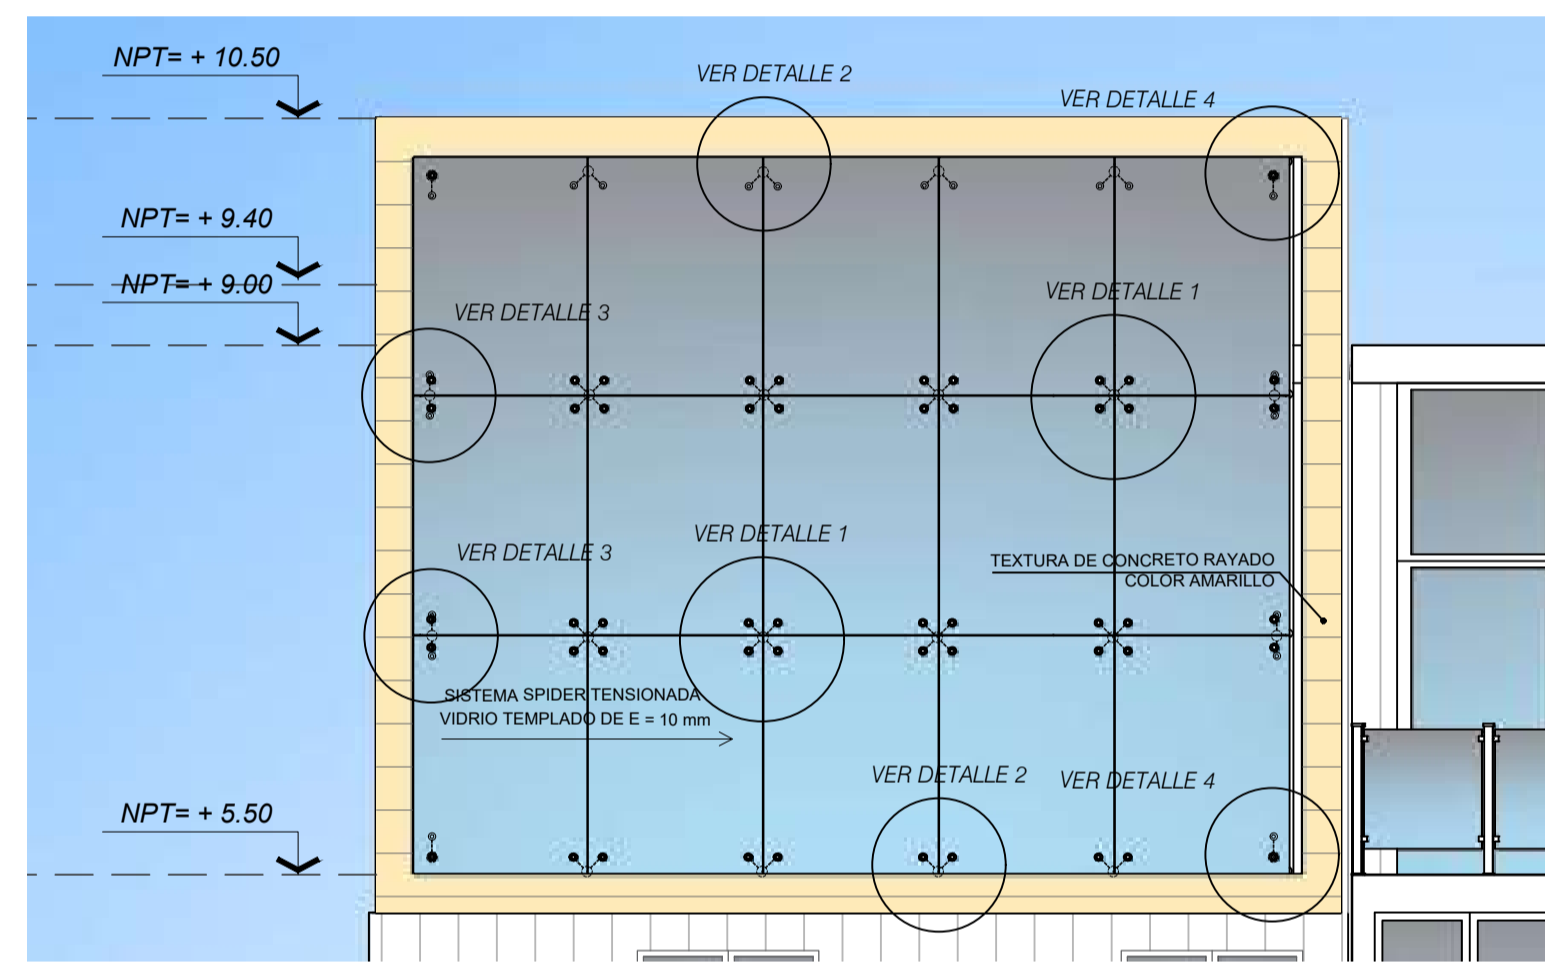 NPT= + 10.50
VER DETALLE 2
VER DETALLE 4
NPT= + 9.40
NPT= + 9.00
VER DETALLE 3
VER DETALLE 1
VER DETALLE 3
VER DETALLE 1
TEXTURA DE CONCRETO RAYADO
COLOR AMARILLO
SISTEMA SPIDER TENSIONADA
VIDRIO TEMPLADO DE E = 10 mm
VER DETALLE 2
VER DETALLE 4
NPT= + 5.50